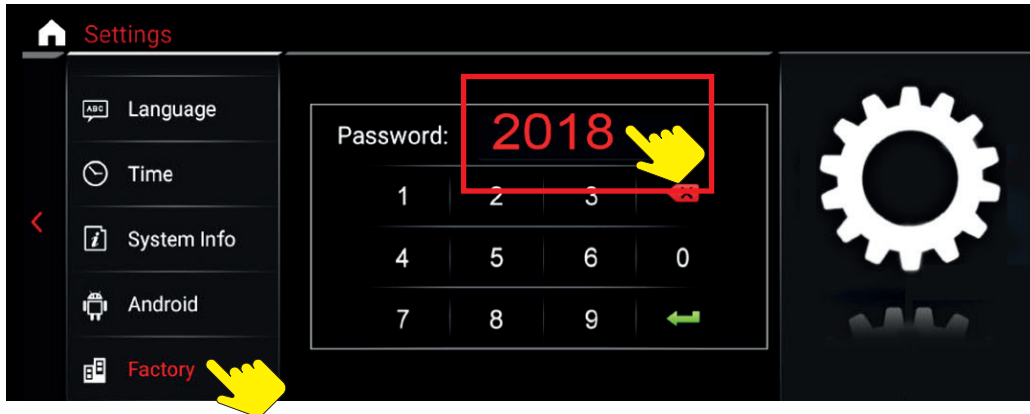 Settings
ABC
Language
Time
i
System Info
Android
Factory
Password: 2018
1 2 3
4 5 6 0
7 8 9